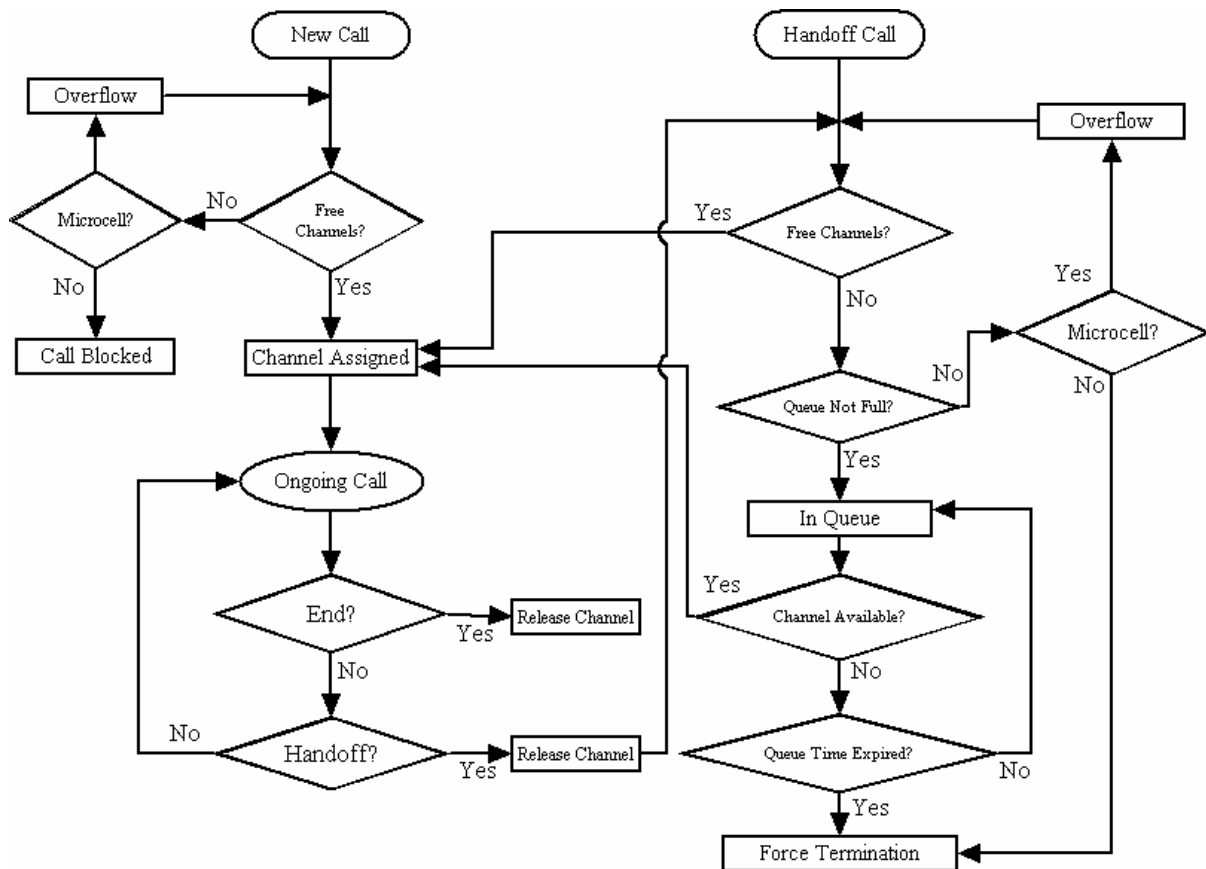 New Call
Handoff Call
Overflow
Overflow
Microcell?
No
Free
Channels?
Yes
Free Channels?
Yes
No
Yes
No
Microcell?
Call Blocked
Channel Assigned
No
No
Queue Not Full?
Yes
Ongoing Call
In Queue
End?
Yes
Release Channel
Yes
Channel Available?
No
No
No
Handoff?
Yes
Release Channel
Queue Time Expired?
No
Yes
Force Termination